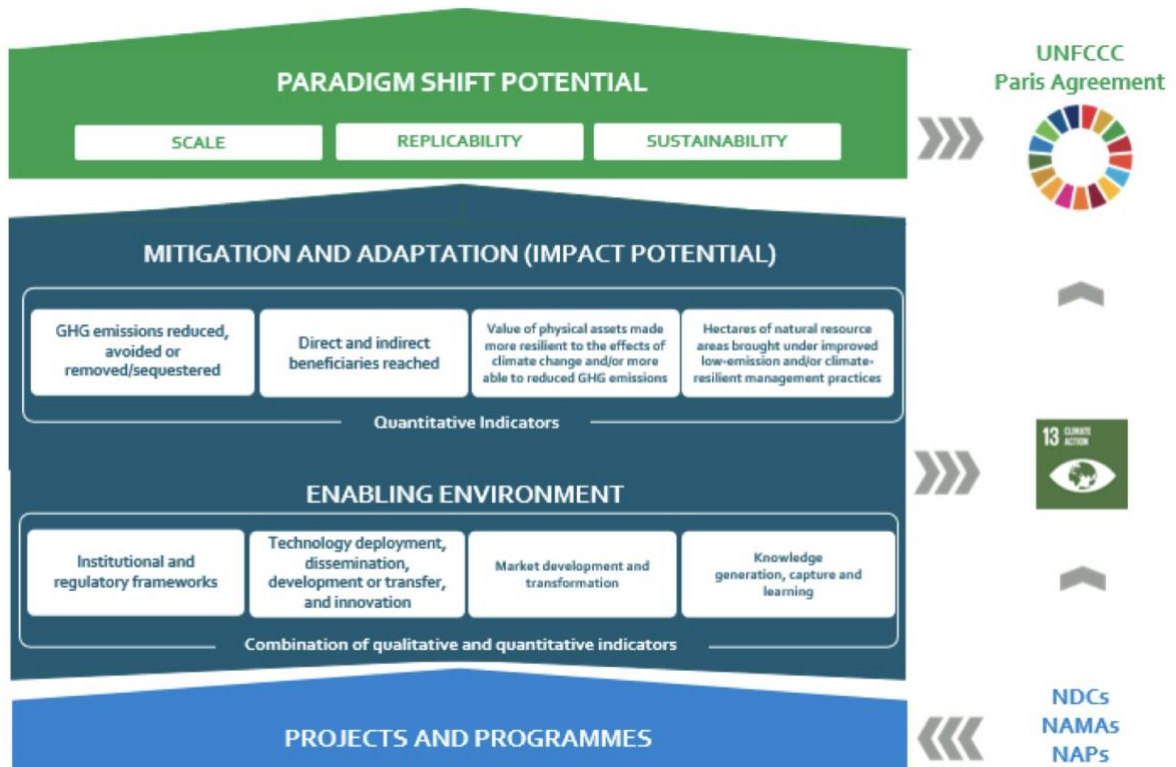 PARADIGM SHIFT POTENTIAL
SCALE
REPLICABILITY
SUSTAINABILITY
UNFCCC
Paris Agreement
MITIGATION AND ADAPTATION (IMPACT POTENTIAL)
GHG emissions reduced,
avoided or
removed/sequestered
Direct and indirect
beneficiaries reached
Value of physical assets made
more resilient to the effects of
climate change and/or more
able to reduced GHG emissions
Hectares of natural resource
areas brought under improved
low-emission and/or climate-
resilient management practices
Quantitative Indicators
13 CLIMATE
ACTION
ENABLING ENVIRONMENT
Institutional and
regulatory frameworks
Technology deployment,
dissemination,
development or transfer,
and innovation
Market development and
transformation
Knowledge
generation, capture and
learning
Combination of qualitative and quantitative indicators
PROJECTS AND PROGRAMMES
NDCs
NAMAs
NAPs